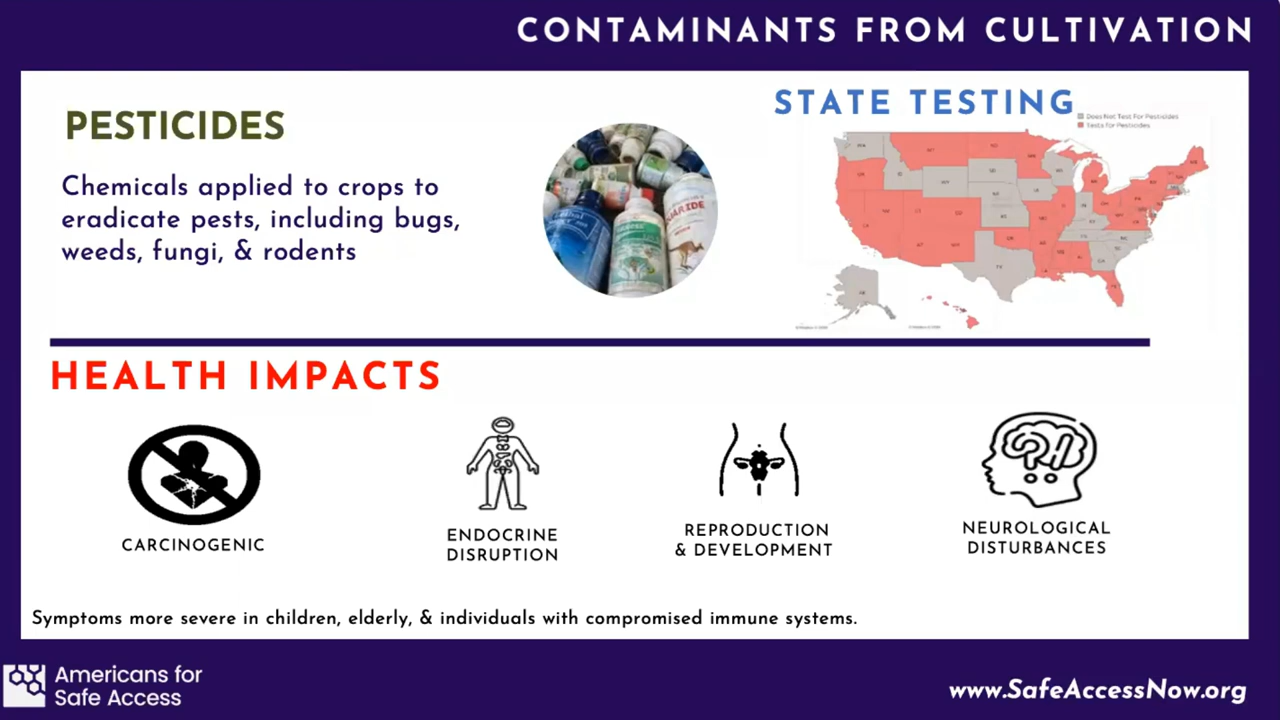 CONTAMINANTS FROM CULTIVATION
PESTICIDES
Chemicals applied to crops to
eradicate pests, including bugs,
weeds, fungi, & rodents
STATE TESTING
Does Not Test For Pesticides
Tests for Pesticides
HEALTH IMPACTS
CARCINOGENIC
ENDOCRINE
DISRUPTION
REPRODUCTION
& DEVELOPMENT
NEUROLOGICAL
DISTURBANCES
Symptoms more severe in children, elderly, & individuals with compromised immune systems.
Americans for
Safe Access
www.SafeAccessNow.org